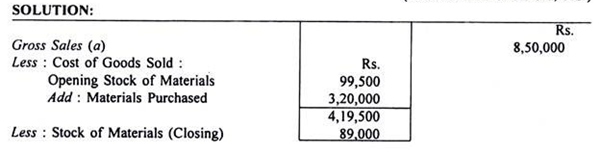 SOLUTION:
Rs.
Gross Sales (a) 8,50,000
Less : Cost of Goods Sold : Rs.
Opening Stock of Materials 99,500
Add : Materials Purchased 3,20,000
4,19,500
Less : Stock of Materials (Closing) 89,000